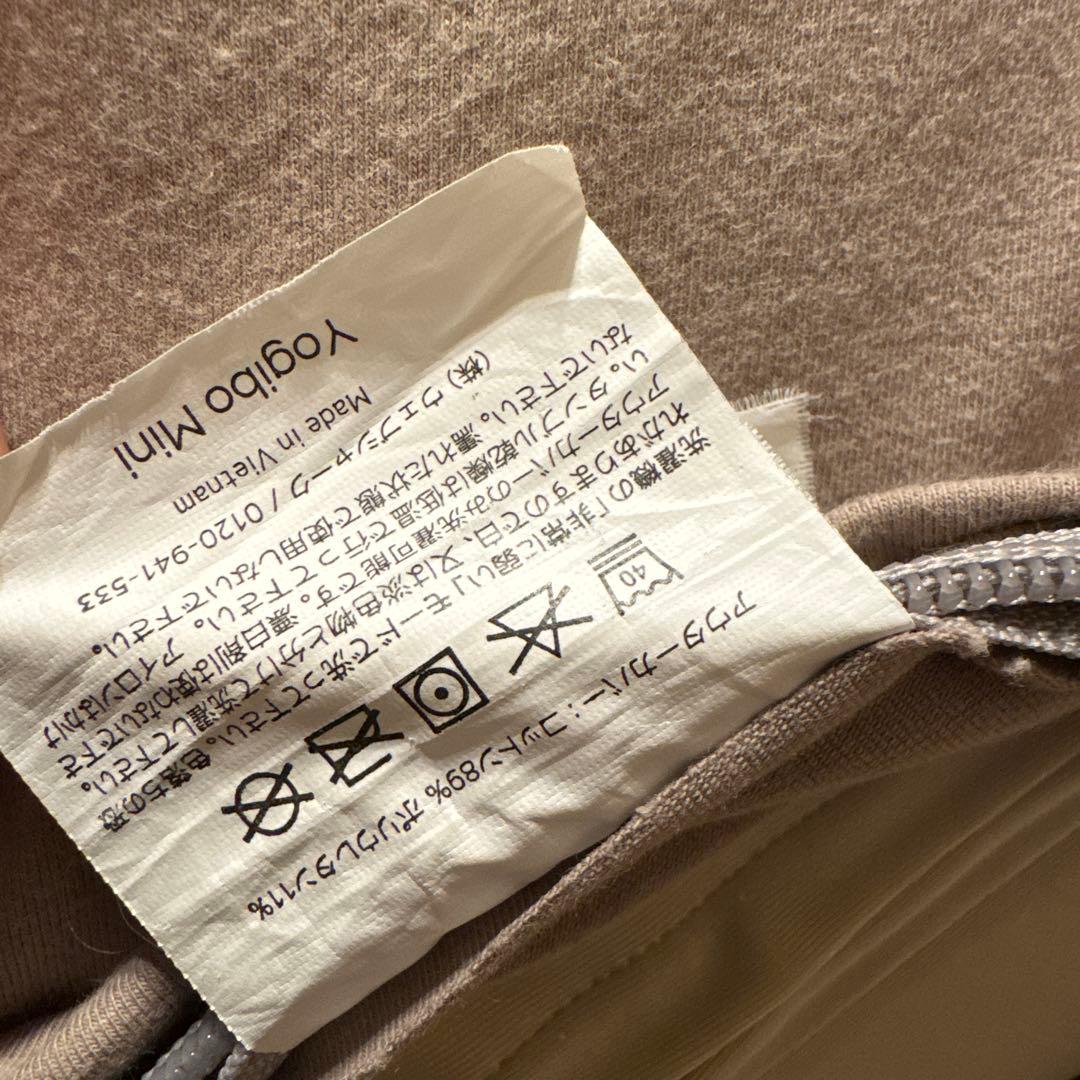 アウターカバー：コットン89% ポリウレタン11%
40
洗濯機の「非常に弱い」モードで洗って下さい。色落ちの恐
れがありますので白、又は淡色物と分けて洗濯して下さい。
アウターカバーのみ洗濯可能です。漂白剤は使わないで下さ
い。タンブル乾燥は低温で行って下さい。アイロンはかけ
ないで下さい。濡れた状態で使用しないで下さい。
(株) ウェブシャーク / 0120-941-533
Made in Vietnam
Yogibo Mini